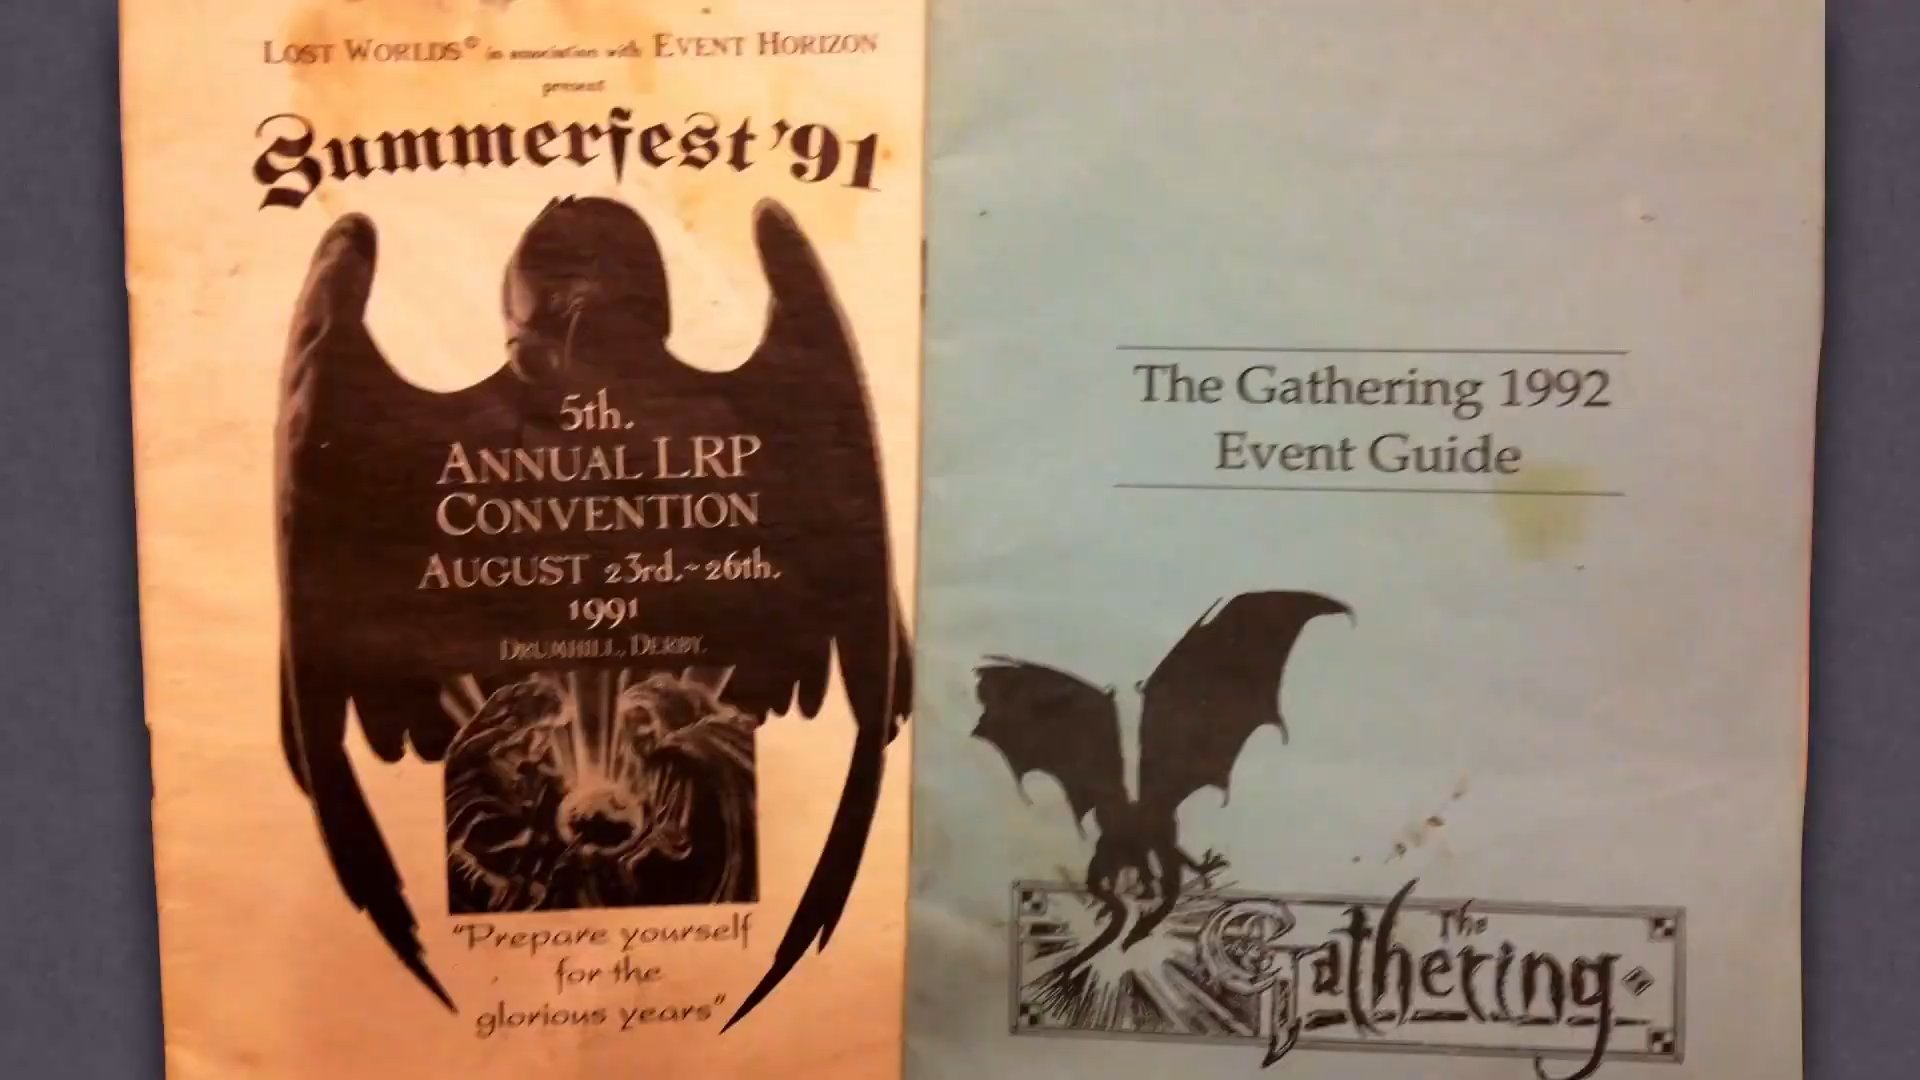 LOST WORLDS® in association with EVENT HORIZON
present
Summerfest '91
5th.
ANNUAL LRP
CONVENTION
AUGUST 23rd.~26th.
1991
DRUMHILL, DERBY.
"Prepare yourself
for the
glorious years"
The Gathering 1992
Event Guide
The
Gathering